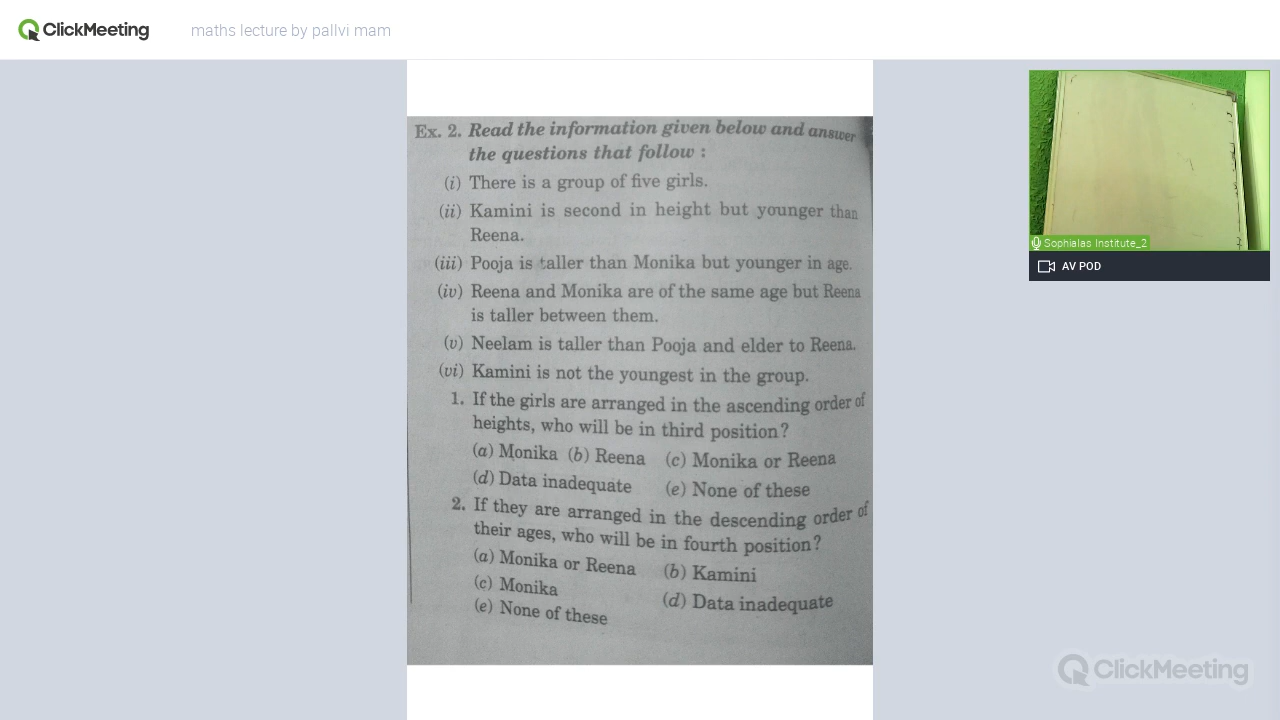 ClickMeeting maths lecture by pallvi mam
Ex. 2. Read the information given below and answer
the questions that follow :
(i) There is a group of five girls.
(ii) Kamini is second in height but younger than
Reena.
(iii) Pooja is taller than Monika but younger in age.
(iv) Reena and Monika are of the same age but Reena
is taller between them.
(v) Neelam is taller than Pooja and elder to Reena.
(vi) Kamini is not the youngest in the group.
1. If the girls are arranged in the ascending order of
heights, who will be in third position?
(a) Monika (b) Reena (c) Monika or Reena
(d) Data inadequate (e) None of these
2. If they are arranged in the descending order of
their ages, who will be in fourth position?
(a) Monika or Reena (b) Kamini
(c) Monika (d) Data inadequate
(e) None of these
Sophialas Institute_2
AV POD
ClickMeeting